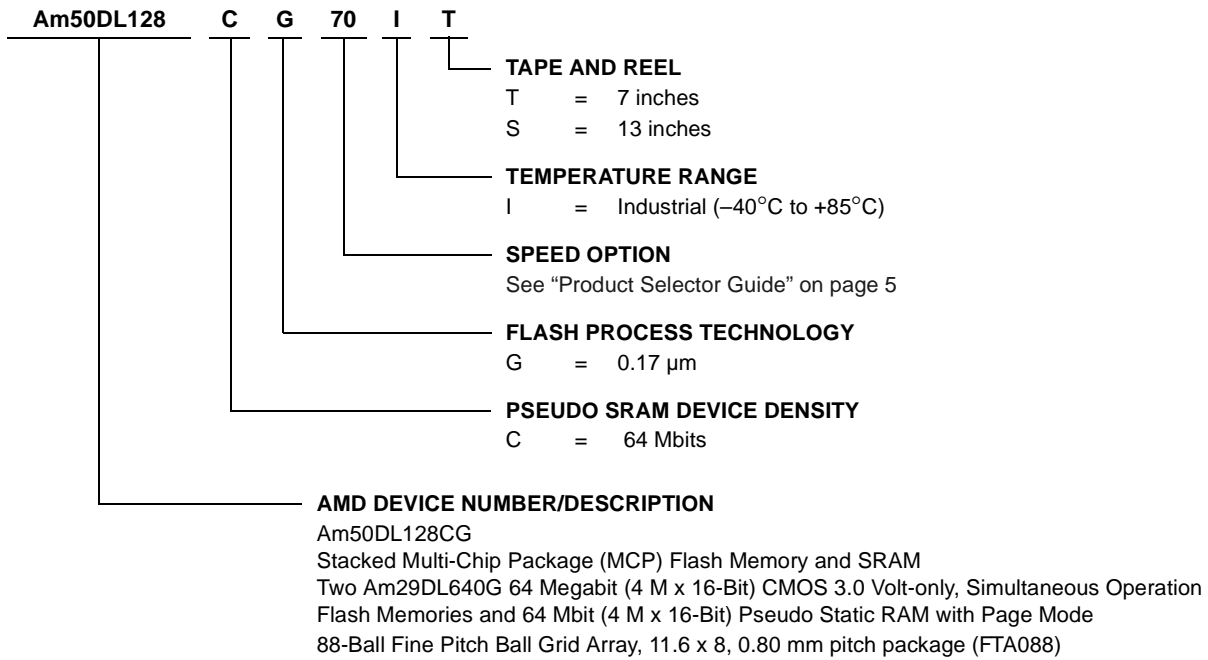 Am50DL128 C G 70 I T
TAPE AND REEL
T = 7 inches
S = 13 inches
TEMPERATURE RANGE
I = Industrial (–40°C to +85°C)
SPEED OPTION
See “Product Selector Guide” on page 5
FLASH PROCESS TECHNOLOGY
G = 0.17 µm
PSEUDO SRAM DEVICE DENSITY
C = 64 Mbits
AMD DEVICE NUMBER/DESCRIPTION
Am50DL128CG
Stacked Multi-Chip Package (MCP) Flash Memory and SRAM
Two Am29DL640G 64 Megabit (4 M x 16-Bit) CMOS 3.0 Volt-only, Simultaneous Operation
Flash Memories and 64 Mbit (4 M x 16-Bit) Pseudo Static RAM with Page Mode
88-Ball Fine Pitch Ball Grid Array, 11.6 x 8, 0.80 mm pitch package (FTA088)